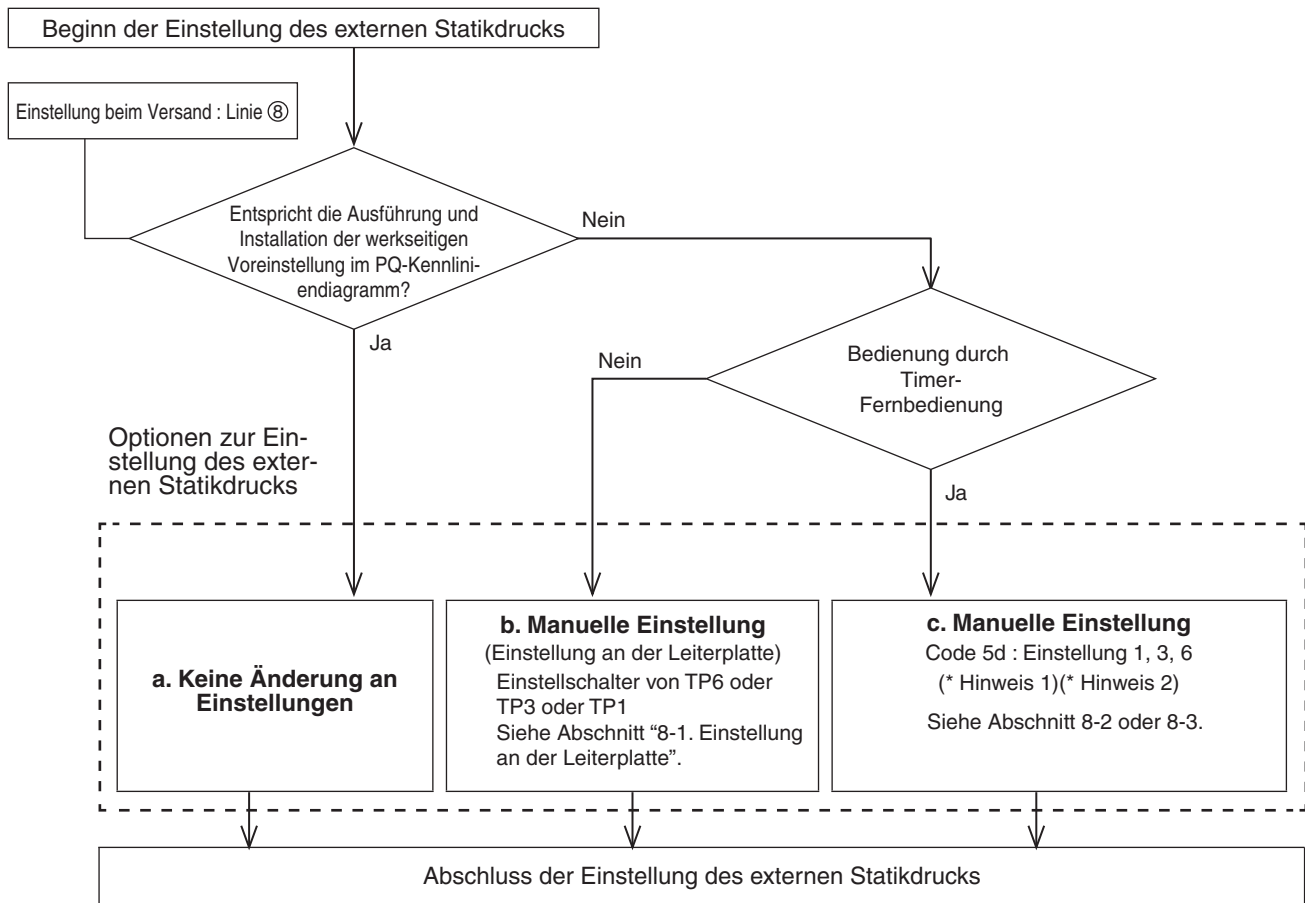 Beginn der Einstellung des externen Statikdrucks
Einstellung beim Versand : Linie ⑧
Entspricht die Ausführung und
Installation der werkseitigen
Voreinstellung im PQ-Kennlini-
endiagramm?
Nein
Ja
Bedienung durch
Timer-
Fernbedienung
Nein
Ja
Optionen zur Ein-
stellung des exter-
nen Statikdrucks
a. Keine Änderung an
Einstellungen
b. Manuelle Einstellung
(Einstellung an der Leiterplatte)
Einstellschalter von TP6 oder
TP3 oder TP1
Siehe Abschnitt “8-1. Einstellung
an der Leiterplatte”.
c. Manuelle Einstellung
Code 5d : Einstellung 1, 3, 6
(* Hinweis 1)(* Hinweis 2)
Siehe Abschnitt 8-2 oder 8-3.
Abschluss der Einstellung des externen Statikdrucks